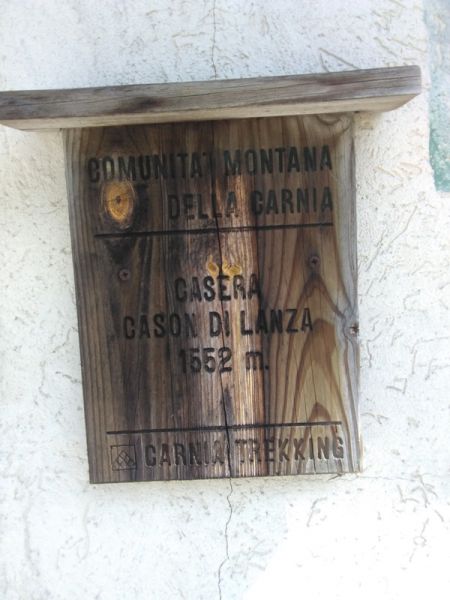 COMUNITA' MONTANA
DELLA CARNIA
CASERA
CASON DI LANZA
1552 m.
CARNIA TREKKING